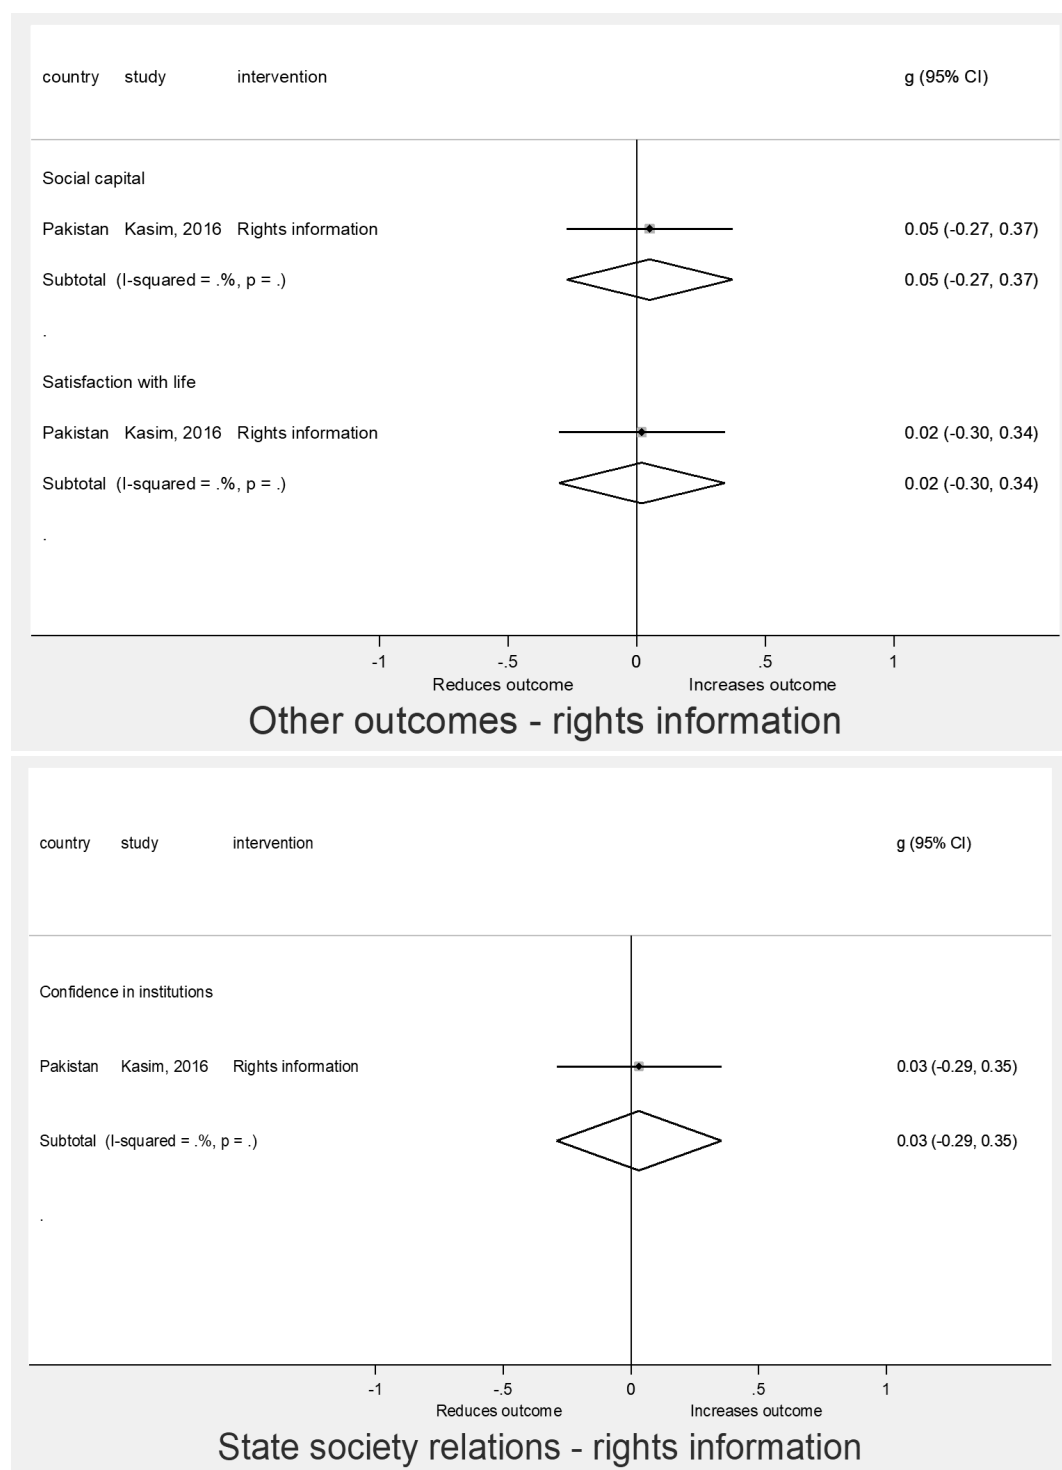 country study intervention g (95% CI)
Social capital
Pakistan Kasim, 2016 Rights information 0.05 (-0.27, 0.37)
Subtotal (I-squared = .%, p = .) 0.05 (-0.27, 0.37)
.
Satisfaction with life
Pakistan Kasim, 2016 Rights information 0.02 (-0.30, 0.34)
Subtotal (I-squared = .%, p = .) 0.02 (-0.30, 0.34)
.
-1 -.5 0 .5 1
Reduces outcome Increases outcome
Other outcomes - rights information
country study intervention g (95% CI)
Confidence in institutions
Pakistan Kasim, 2016 Rights information 0.03 (-0.29, 0.35)
Subtotal (I-squared = .%, p = .) 0.03 (-0.29, 0.35)
.
-1 -.5 0 .5 1
Reduces outcome Increases outcome
State society relations - rights information